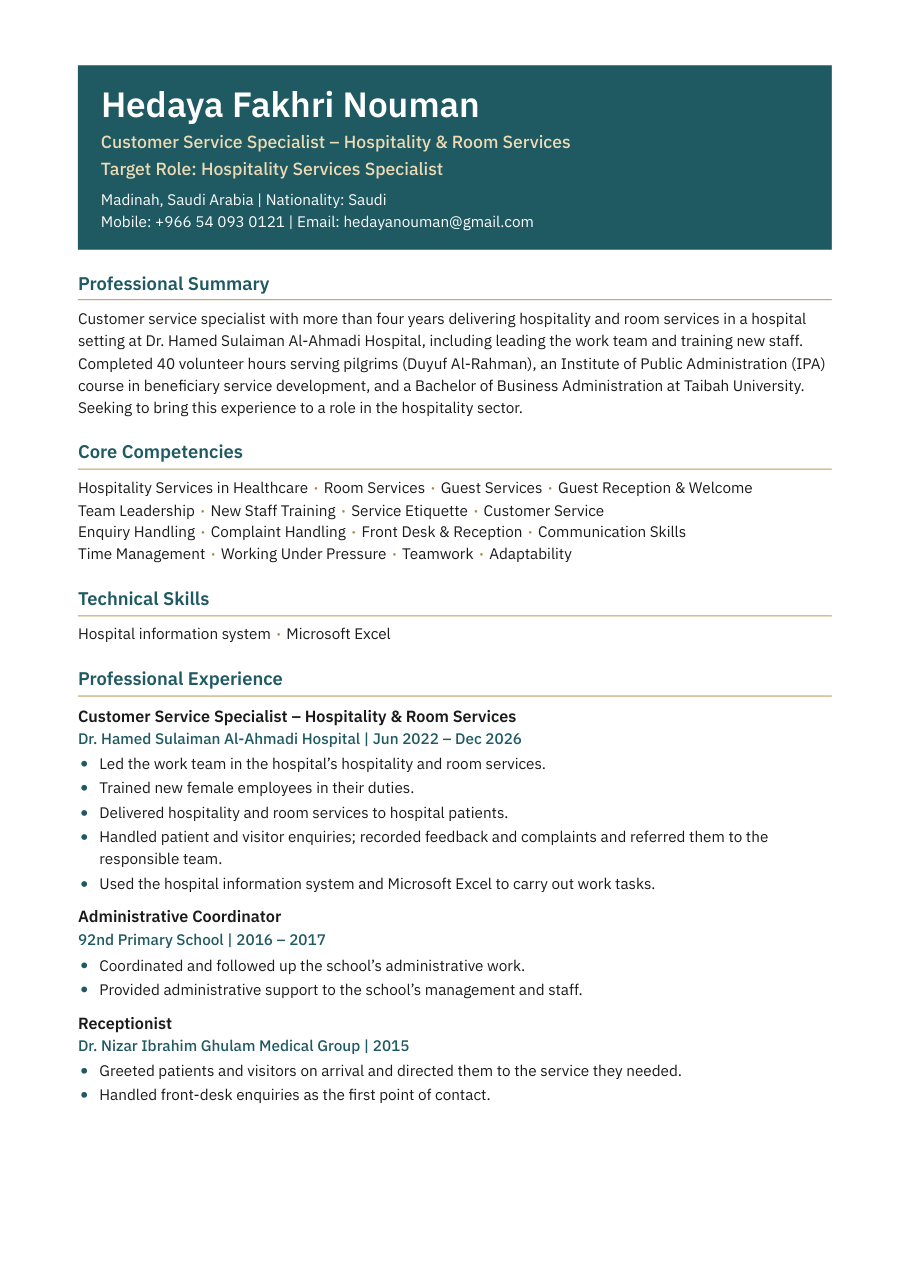 Hedaya Fakhri Nouman
Customer Service Specialist – Hospitality & Room Services
Target Role: Hospitality Services Specialist
Madinah, Saudi Arabia | Nationality: Saudi
Mobile: +966 54 093 0121 | Email: hedayanouman@gmail.com
Professional Summary
Customer service specialist with more than four years delivering hospitality and room services in a hospital
setting at Dr. Hamed Sulaiman Al-Ahmadi Hospital, including leading the work team and training new staff.
Completed 40 volunteer hours serving pilgrims (Duyuf Al-Rahman), an Institute of Public Administration (IPA)
course in beneficiary service development, and a Bachelor of Business Administration at Taibah University.
Seeking to bring this experience to a role in the hospitality sector.
Core Competencies
Hospitality Services in Healthcare · Room Services · Guest Services · Guest Reception & Welcome
Team Leadership · New Staff Training · Service Etiquette · Customer Service
Enquiry Handling · Complaint Handling · Front Desk & Reception · Communication Skills
Time Management · Working Under Pressure · Teamwork · Adaptability
Technical Skills
Hospital information system · Microsoft Excel
Professional Experience
Customer Service Specialist – Hospitality & Room Services
Dr. Hamed Sulaiman Al-Ahmadi Hospital | Jun 2022 – Dec 2026
• Led the work team in the hospital’s hospitality and room services.
• Trained new female employees in their duties.
• Delivered hospitality and room services to hospital patients.
• Handled patient and visitor enquiries; recorded feedback and complaints and referred them to the
responsible team.
• Used the hospital information system and Microsoft Excel to carry out work tasks.
Administrative Coordinator
92nd Primary School | 2016 – 2017
• Coordinated and followed up the school’s administrative work.
• Provided administrative support to the school’s management and staff.
Receptionist
Dr. Nizar Ibrahim Ghulam Medical Group | 2015
• Greeted patients and visitors on arrival and directed them to the service they needed.
• Handled front-desk enquiries as the first point of contact.